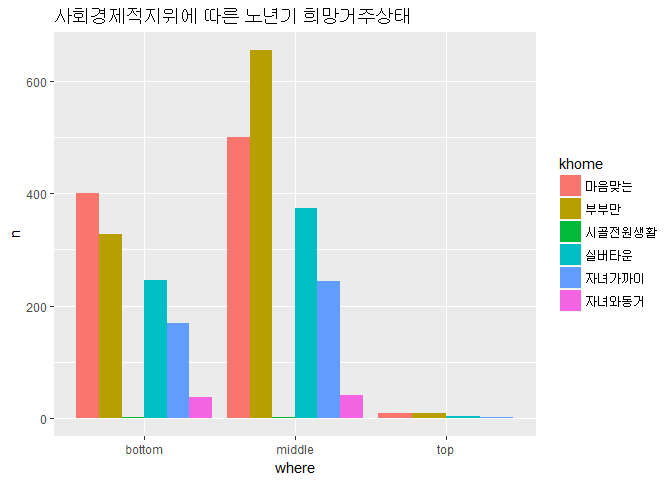 사회경제적지위에 따른 노년기 희망거주상태
n
600
400
200
0
bottom
middle
top
where
khome
마음맞는
부부만
시골전원생활
실버타운
자녀가까이
자녀와동거